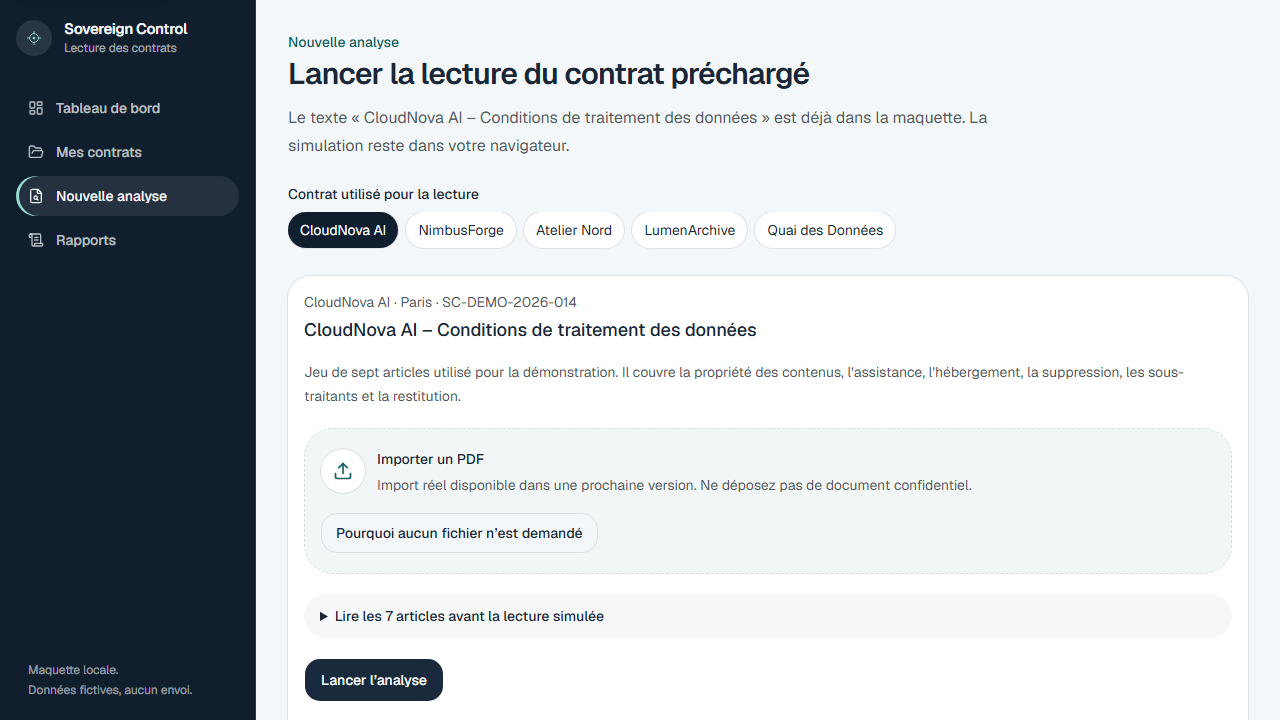 Sovereign Control
Lecture des contrats
Tableau de bord
Mes contrats
Nouvelle analyse
Rapports
Maquette locale.
Données fictives, aucun envoi.
Nouvelle analyse
Lancer la lecture du contrat préchargé
Le texte « CloudNova AI – Conditions de traitement des données » est déjà dans la maquette. La
simulation reste dans votre navigateur.
Contrat utilisé pour la lecture
CloudNova AI
NimbusForge
Atelier Nord
LumenArchive
Quai des Données
CloudNova AI · Paris · SC-DEMO-2026-014
CloudNova AI – Conditions de traitement des données
Jeu de sept articles utilisé pour la démonstration. Il couvre la propriété des contenus, l’assistance, l’hébergement, la suppression, les sous-
traitants et la restitution.
Importer un PDF
Import réel disponible dans une prochaine version. Ne déposez pas de document confidentiel.
Pourquoi aucun fichier n’est demandé
Lire les 7 articles avant la lecture simulée
Lancer l’analyse